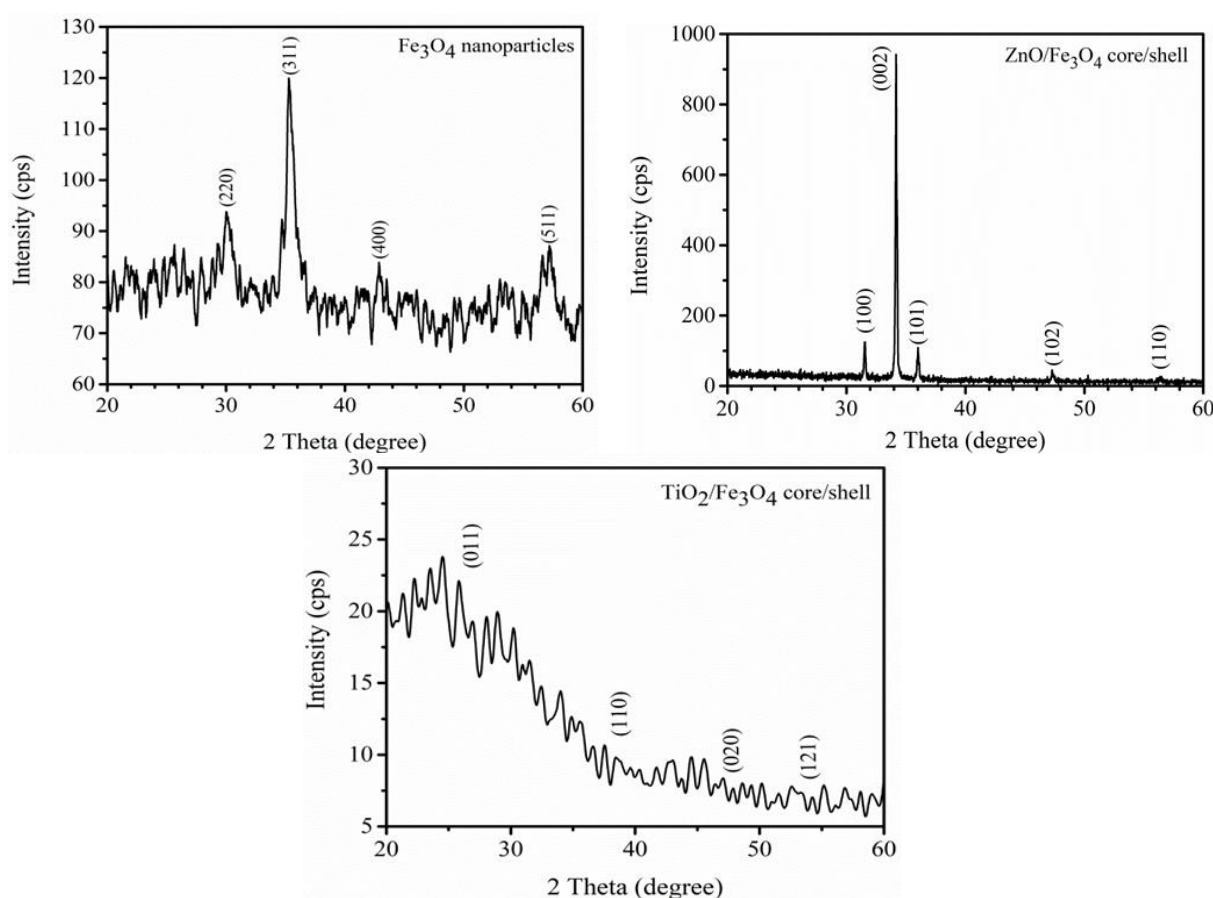 Fe3O4 nanoparticles
130
120
110
100
90
80
70
60
Intensity (cps)
(220)
(311)
(400)
(511)
20 30 40 50 60
2 Theta (degree)
ZnO/Fe3O4 core/shell
1000
800
600
400
200
0
Intensity (cps)
(100)
(002)
(101)
(102)
(110)
20 30 40 50 60
2 Theta (degree)
TiO2/Fe3O4 core/shell
30
25
20
15
10
5
Intensity (cps)
(011)
(110)
(020)
(121)
20 30 40 50 60
2 Theta (degree)